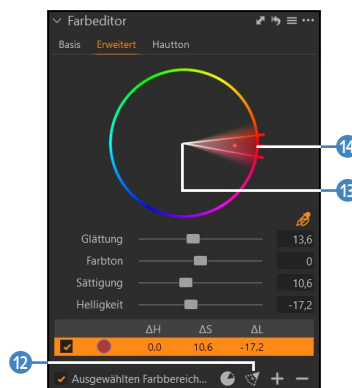 Farbeditor
Basis Erweitert Hautton
14
13
Glättung 13,6
Farbton 0
Sättigung 10,6
Helligkeit -17,2
ΔH ΔS ΔL
0,0 10,6 -17,2
12
Ausgewählten Farbbereich...